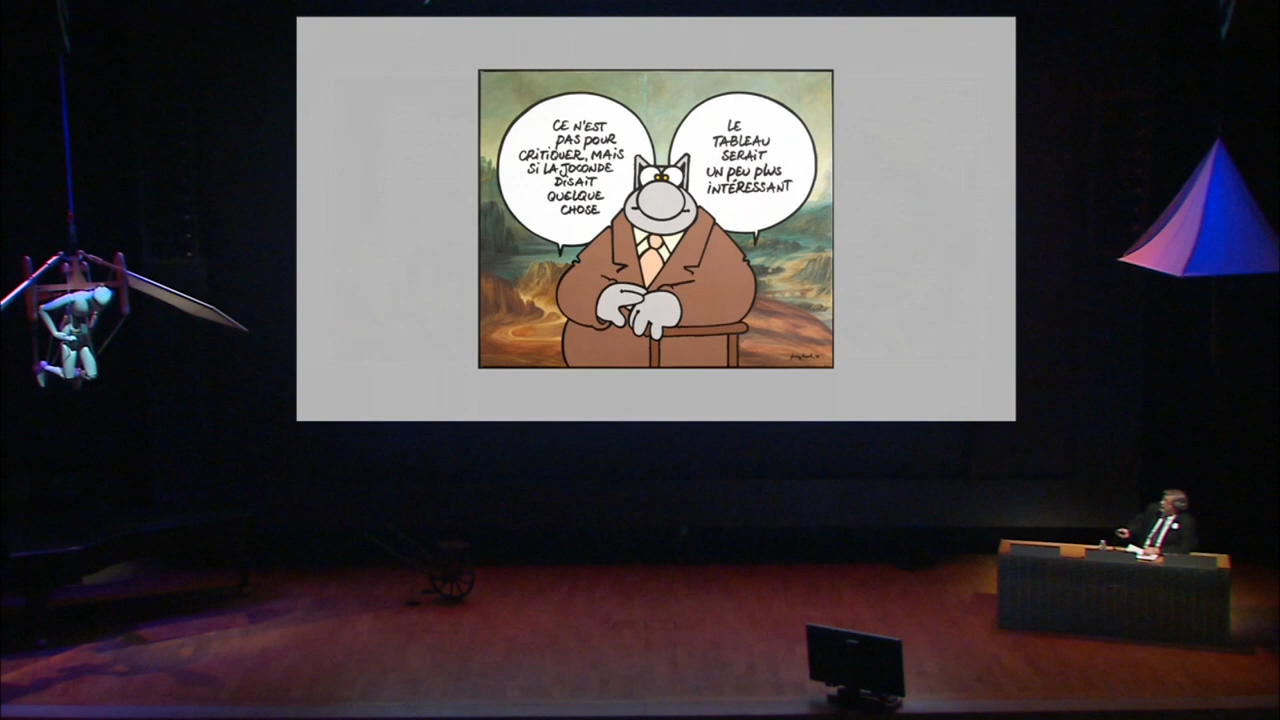 CE N'EST
PAS POUR
CRITIQUER, MAIS
SI LA JOCONDE
DISAIT
QUELQUE
CHOSE
LE
TABLEAU
SERAIT
UN PEU PLUS
INTÉRESSANT